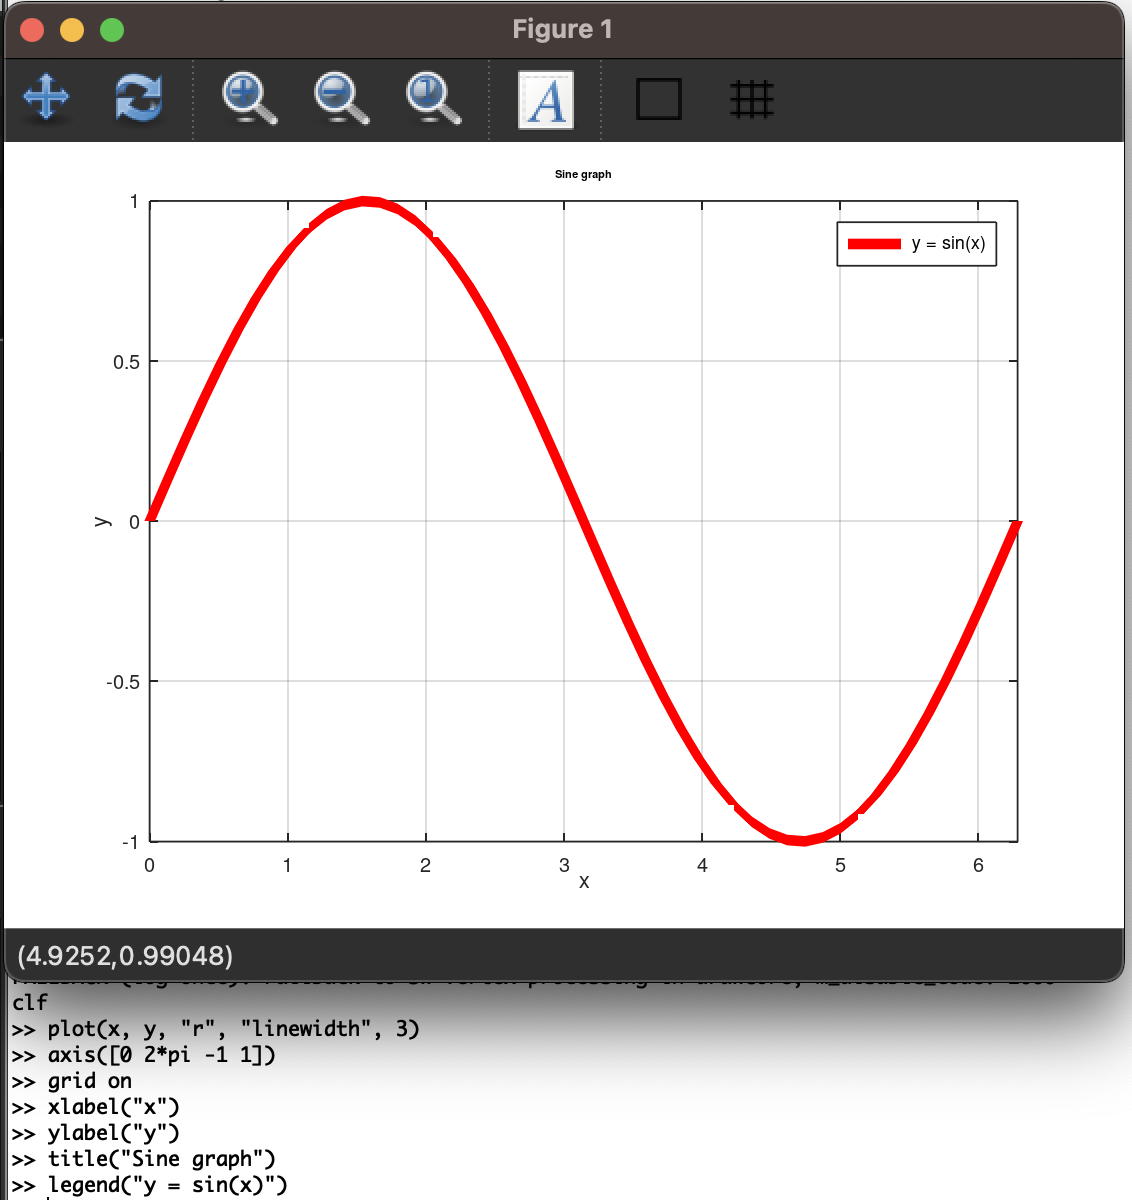 Figure 1
A
Sine graph
1
y = sin(x)
0.5
y
0
-0.5
-1
0 1 2 3 4 5 6
x
(4.9252,0.99048)
clf
>> plot(x, y, "r", "linewidth", 3)
>> axis([0 2*pi -1 1])
>> grid on
>> xlabel("x")
>> ylabel("y")
>> title("Sine graph")
>> legend("y = sin(x)")